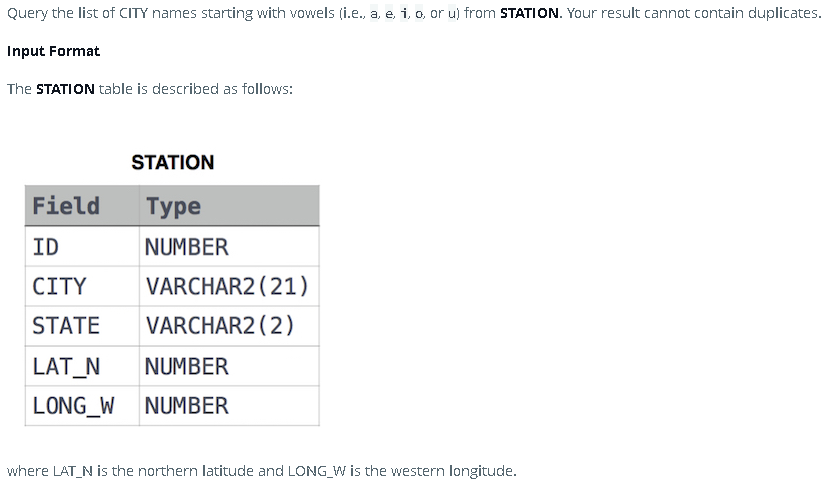 Query the list of CITY names starting with vowels (i.e., a, e, i, o, or u) from STATION. Your result cannot contain duplicates.
Input Format
The STATION table is described as follows:
STATION
Field Type
ID NUMBER
CITY VARCHAR2(21)
STATE VARCHAR2(2)
LAT_N NUMBER
LONG_W NUMBER
where LAT_N is the northern latitude and LONG_W is the western longitude.